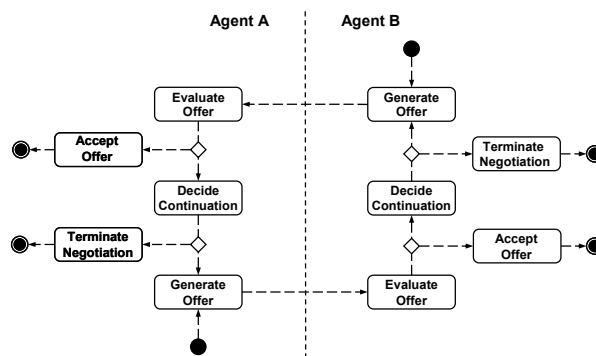 Agent A
Agent B
Evaluate
Offer
Generate
Offer
Accept
Offer
Terminate
Negotiation
Decide
Continuation
Decide
Continuation
Terminate
Negotiation
Accept
Offer
Generate
Offer
Evaluate
Offer